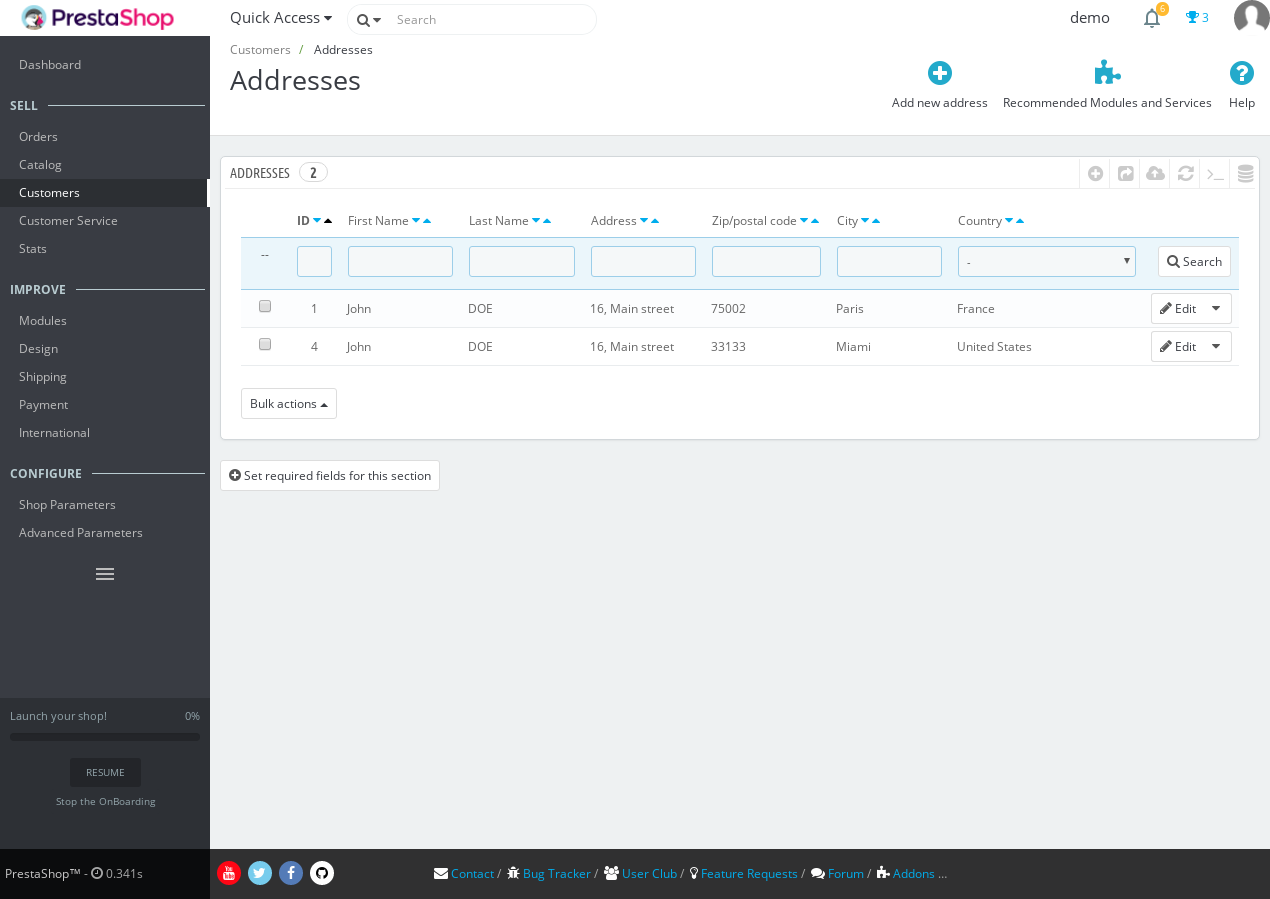 PrestaShop
Quick Access
Search
demo
6
3
Customers / Addresses
Addresses
Add new address
Recommended Modules and Services
Help
Dashboard
SELL
Orders
Catalog
Customers
Customer Service
Stats
IMPROVE
Modules
Design
Shipping
Payment
International
CONFIGURE
Shop Parameters
Advanced Parameters
Launch your shop! 0%
RESUME
Stop the OnBoarding
PrestaShop™ - 0.341s
ADDRESSES 2
ID First Name Last Name Address Zip/postal code City Country
-- - Search
1 John DOE 16, Main street 75002 Paris France Edit
4 John DOE 16, Main street 33133 Miami United States Edit
Bulk actions
Set required fields for this section
Contact / Bug Tracker / User Club / Feature Requests / Forum / Addons ...